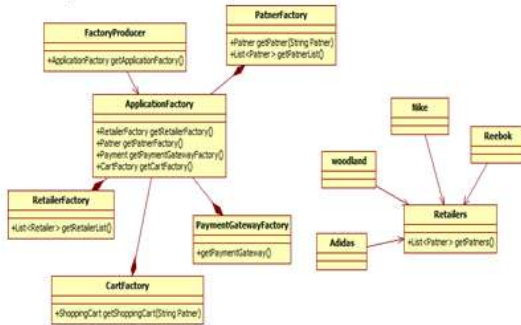 FactoryProducer
+ApplicationFactory getApplicationFactory()
PatnerFactory
+Patner getPatner(String Patner)
+List<Patner> getPatnerList()
ApplicationFactory
+RetailerFactory getRetailerFactory()
+Patner getPatnerFactory()
+Payment getPaymentGatewayFactory()
+CartFactory getCartFactory()
Nike
Reebok
woodland
RetailerFactory
+List<Retailer> getRetailerList()
Retailers
+List<Patner> getPatners()
PaymentGatewayFactory
+getPaymentGateway()
Adidas
CartFactory
+ShoppingCart getShoppingCart(String Patner)